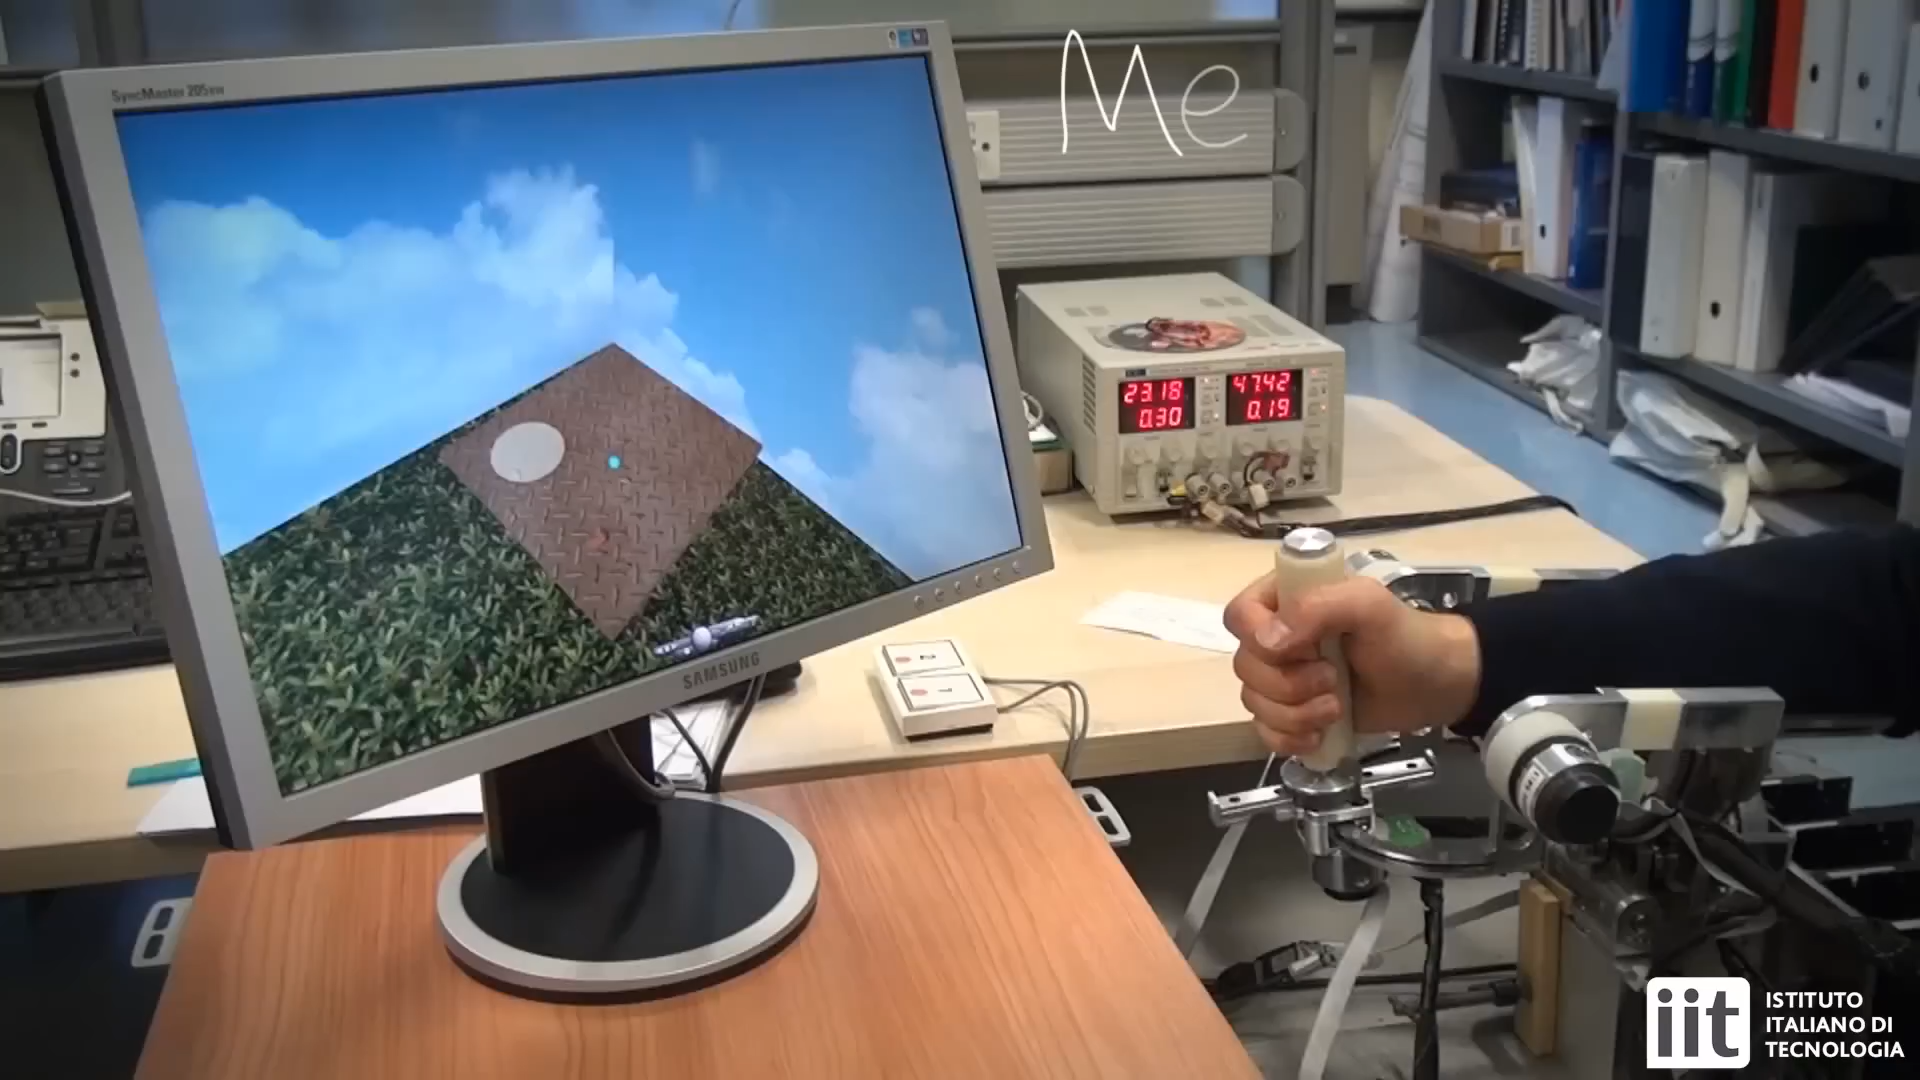 SyncMaster 205BW
Me
23.18
0.30
47.42
0.19
SAMSUNG
iit
ISTITUTO
ITALIANO DI
TECNOLOGIA